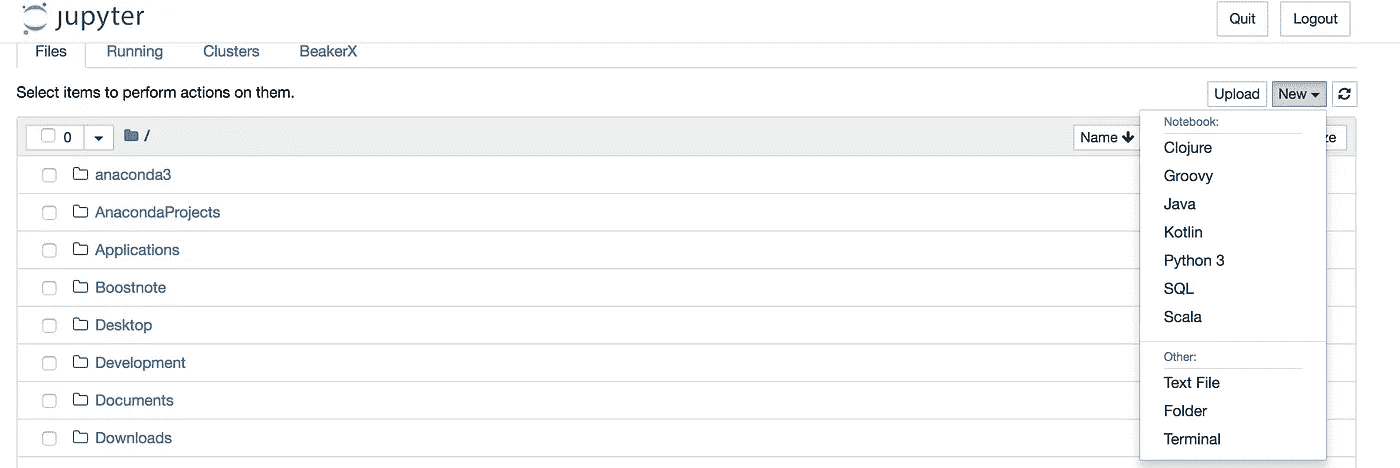 jupyter
Quit Logout
Files Running Clusters BeakerX
Select items to perform actions on them.
Upload New
0 /
Name ze
Notebook:
Clojure
Groovy
Java
Kotlin
Python 3
SQL
Scala
Other:
Text File
Folder
Terminal
anaconda3
AnacondaProjects
Applications
Boostnote
Desktop
Development
Documents
Downloads